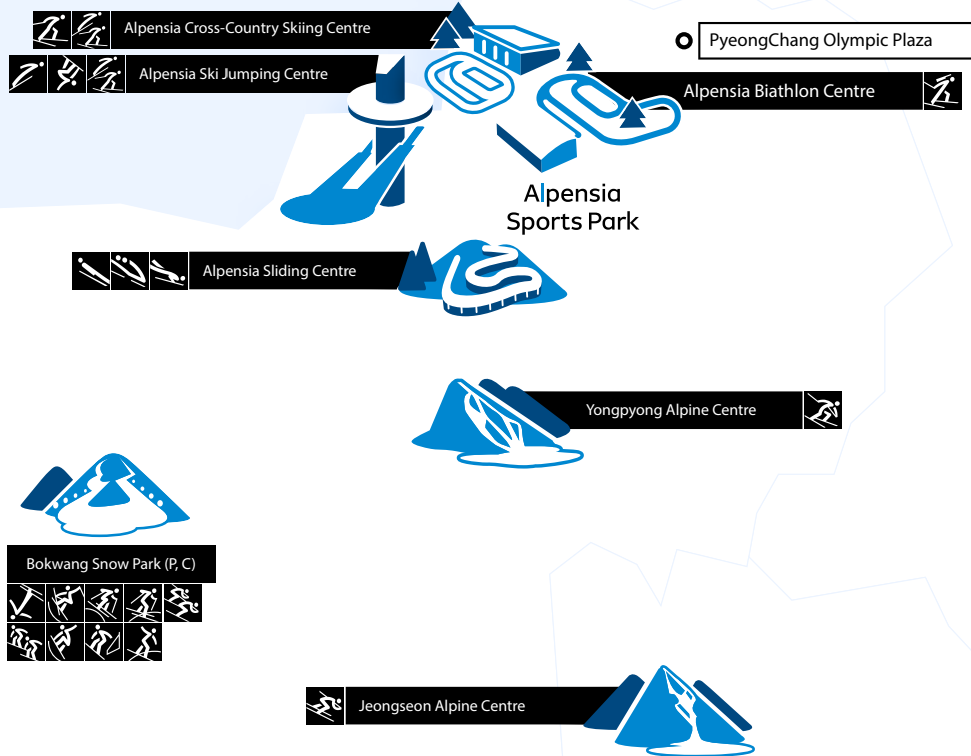 Alpensia Cross-Country Skiing Centre
PyeongChang Olympic Plaza
Alpensia Ski Jumping Centre
Alpensia Biathlon Centre
Alpensia
Sports Park
Alpensia Sliding Centre
Yongpyong Alpine Centre
Bokwang Snow Park (P, C)
Jeongseon Alpine Centre